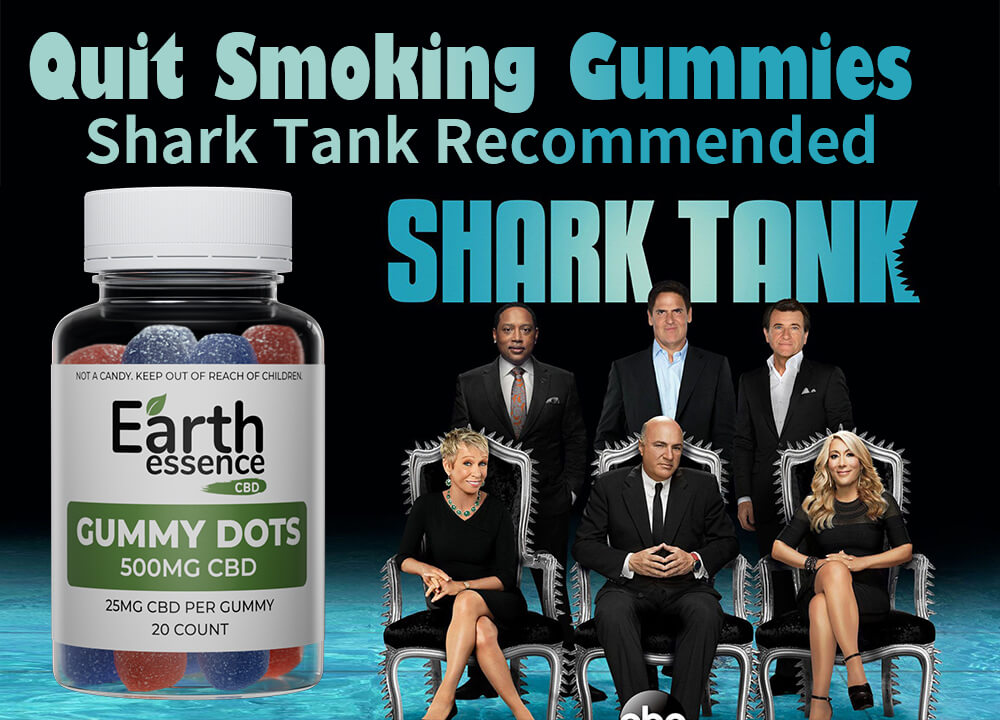 Quit Smoking Gummies
Shark Tank Recommended
SHARK TANK
NOT A CANDY. KEEP OUT OF REACH OF CHILDREN.
Earth
essence
CBD
GUMMY DOTS
500MG CBD
25MG CBD PER GUMMY
20 COUNT
abc